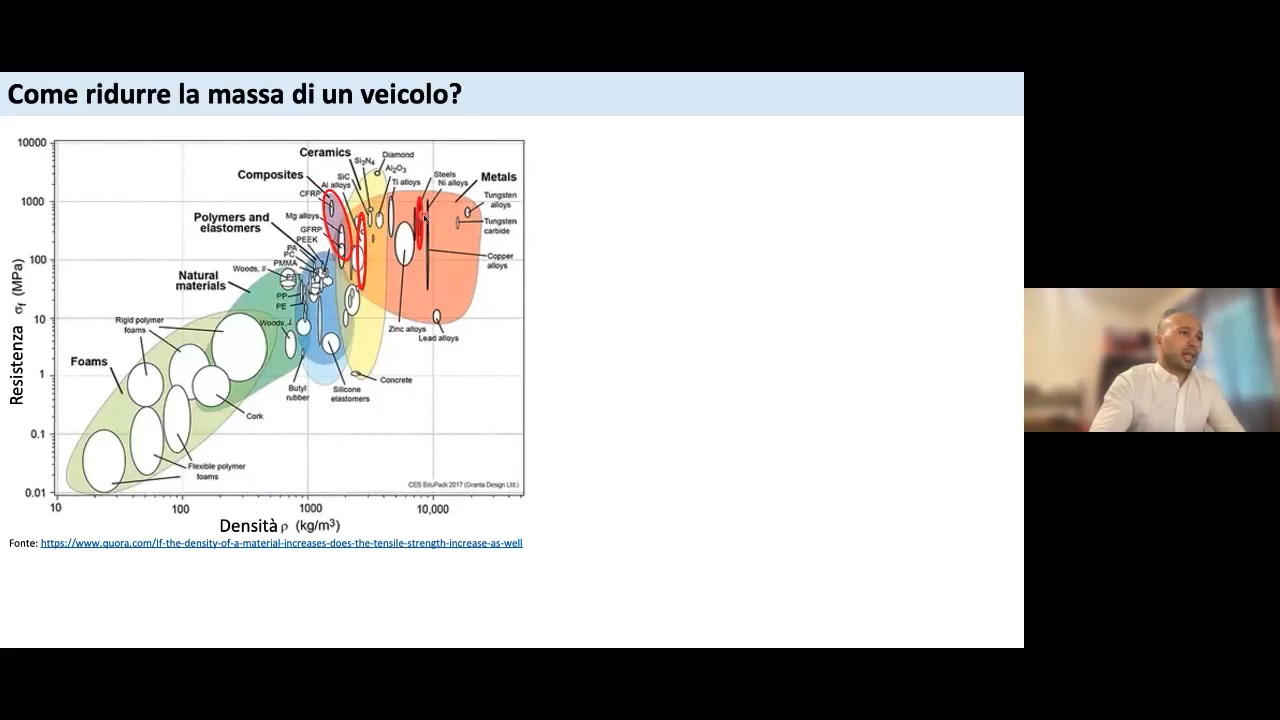 Come ridurre la massa di un veicolo?
10000
1000
100
10
1
0.1
0.01
Resistenza σf (MPa)
Ceramics
Si3N4
Diamond
Al2O3
SiC
Composites
Al alloys
Ti alloys
Steels
Ni alloys
Metals
CFRP
Tungsten
alloys
Mg alloys
Polymers and
elastomers
GFRP
Tungsten
carbide
PEEK
PA
PC
Copper
alloys
PMMA
Woods, //
PET
Natural
materials
PP
PE
Rigid polymer
foams
Woods, ⊥
Zinc alloys
Lead alloys
Foams
Butyl
rubber
Silicone
elastomers
Concrete
Cork
Flexible polymer
foams
CES EduPack 2017 (Granta Design Ltd.)
10
100
1000
10,000
Densità ρ (kg/m3)
Fonte: https://www.quora.com/If-the-density-of-a-material-increases-does-the-tensile-strength-increase-as-well